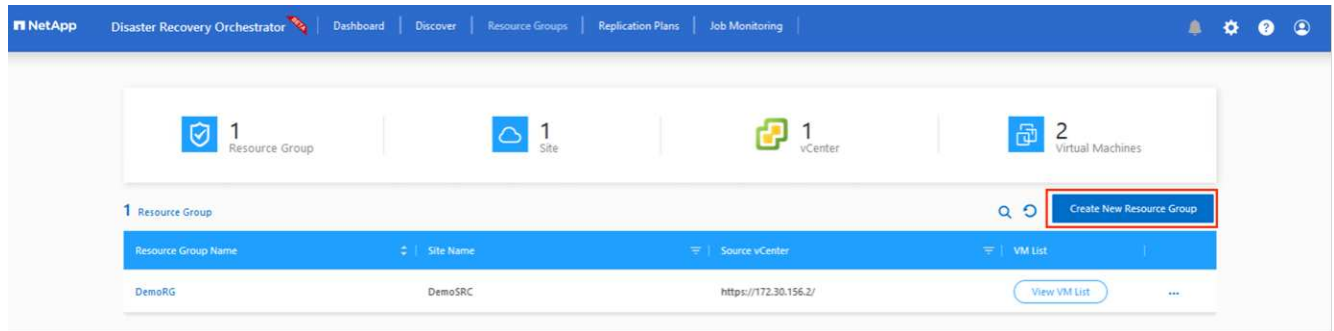 NetApp Disaster Recovery Orchestrator BETA Dashboard Discover Resource Groups Replication Plans Job Monitoring
1 Resource Group
1 Site
1 vCenter
2 Virtual Machines
1 Resource Group
Create New Resource Group
Resource Group Name Site Name Source vCenter VM List
DemoRG DemoSRC https://172.30.156.2/ View VM List ...